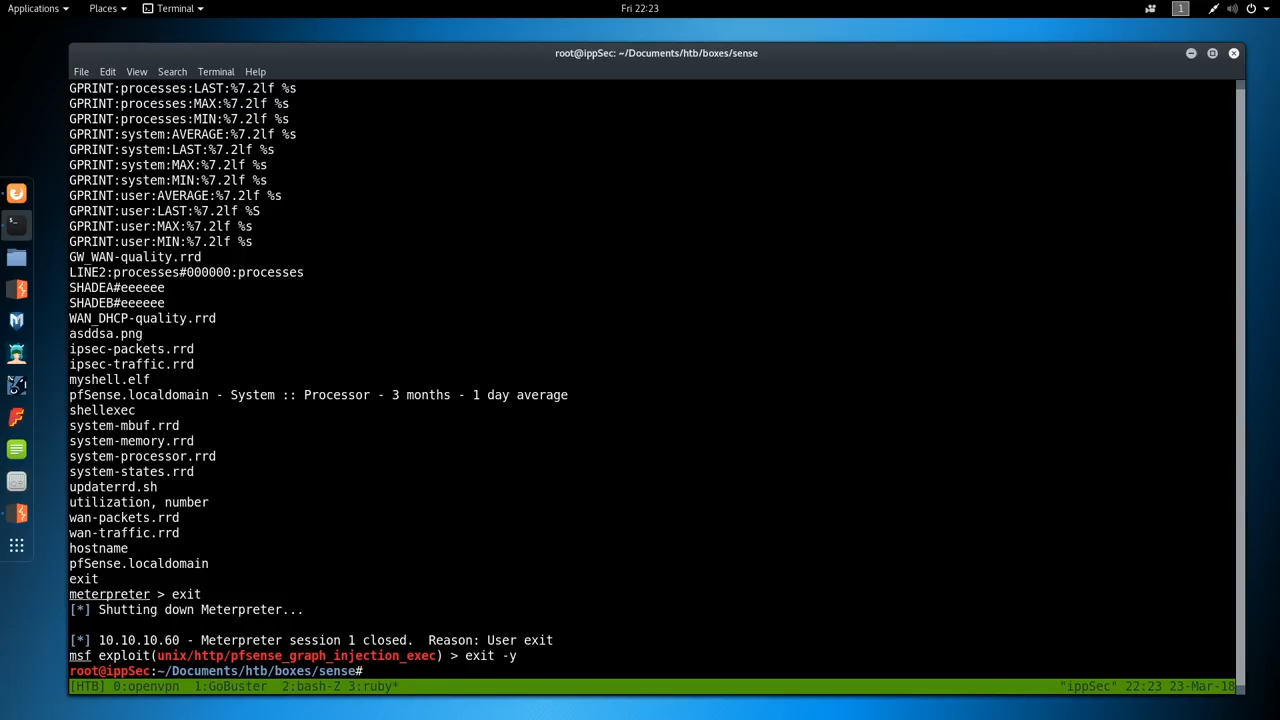 Applications Places Terminal Fri 22:23 1
root@ippSec: ~/Documents/htb/boxes/sense
File Edit View Search Terminal Help
GPRINT:processes:LAST:%7.2lf %s
GPRINT:processes:MAX:%7.2lf %s
GPRINT:processes:MIN:%7.2lf %s
GPRINT:system:AVERAGE:%7.2lf %s
GPRINT:system:LAST:%7.2lf %s
GPRINT:system:MAX:%7.2lf %s
GPRINT:system:MIN:%7.2lf %s
GPRINT:user:AVERAGE:%7.2lf %s
GPRINT:user:LAST:%7.2lf %S
GPRINT:user:MAX:%7.2lf %s
GPRINT:user:MIN:%7.2lf %s
GW_WAN-quality.rrd
LINE2:processes#000000:processes
SHADEA#eeeeee
SHADEB#eeeeee
WAN_DHCP-quality.rrd
asddsa.png
ipsec-packets.rrd
ipsec-traffic.rrd
myshell.elf
pfSense.localdomain - System :: Processor - 3 months - 1 day average
shellexec
system-mbuf.rrd
system-memory.rrd
system-processor.rrd
system-states.rrd
updaterrd.sh
utilization, number
wan-packets.rrd
wan-traffic.rrd
hostname
pfSense.localdomain
exit
meterpreter > exit
[*] Shutting down Meterpreter...
[*] 10.10.10.60 - Meterpreter session 1 closed.  Reason: User exit
msf exploit(unix/http/pfsense_graph_injection_exec) > exit -y
root@ippSec:~/Documents/htb/boxes/sense#
[HTB] 0:openvpn  1:GoBuster  2:bash-Z 3:ruby* "ippSec" 22:23 23-Mar-18